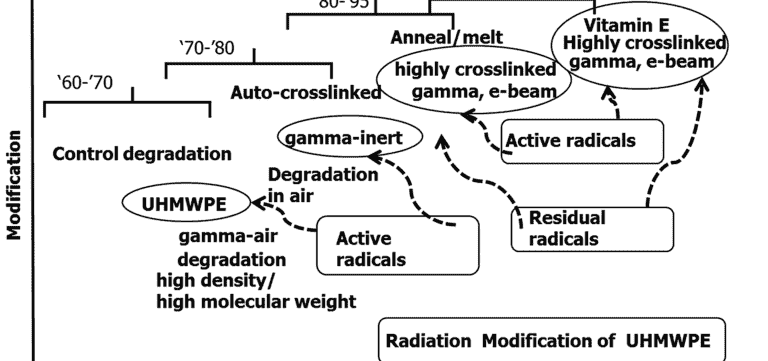 80-'95
Vitamin E
Highly crosslinked
gamma, e-beam
Anneal/melt
highly crosslinked
gamma, e-beam
'70-'80
'60-'70
Auto-crosslinked
gamma-inert
Active radicals
Control degradation
Degradation
in air
UHMWPE
Residual
radicals
gamma-air
degradation
high density/
high molecular weight
Active
radicals
Modification
Radiation Modification of UHMWPE